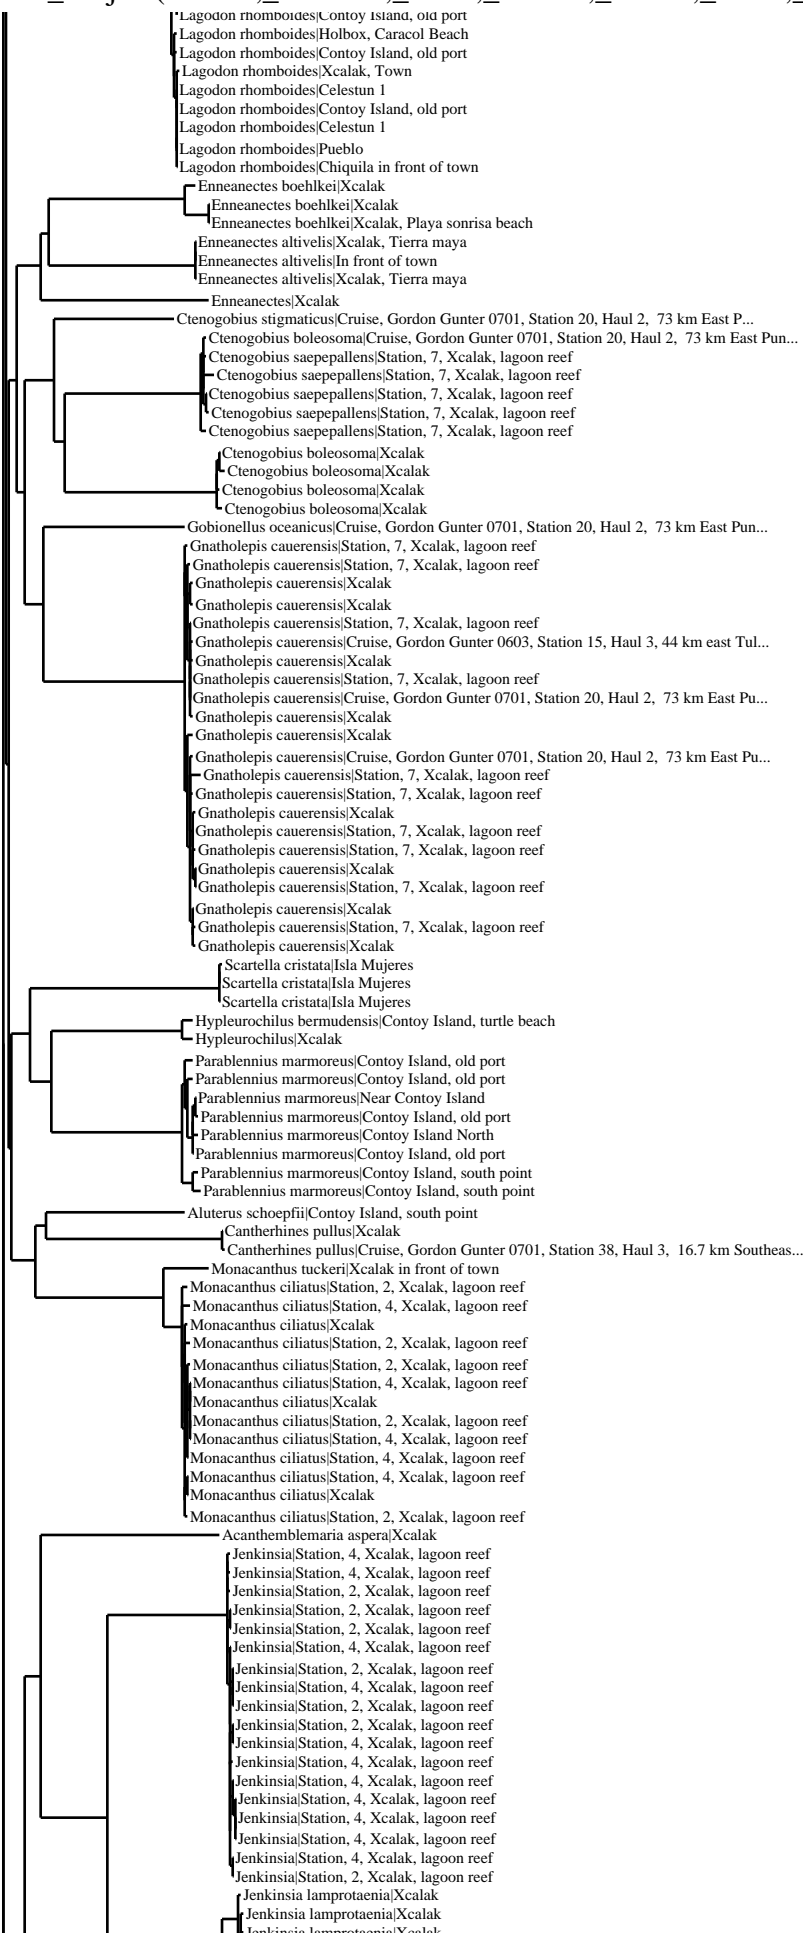 Lagodon rhomboides|Contoy Island, old port
Lagodon rhomboides|Holbox, Caracol Beach
Lagodon rhomboides|Contoy Island, old port
Lagodon rhomboides|Xcalak, Town
Lagodon rhomboides|Celestun 1
Lagodon rhomboides|Contoy Island, old port
Lagodon rhomboides|Celestun 1
Lagodon rhomboides|Pueblo
Lagodon rhomboides|Chiquila in front of town
Enneanectes boehlkei|Xcalak
Enneanectes boehlkei|Xcalak
Enneanectes boehlkei|Xcalak, Playa sonrisa beach
Enneanectes altivelis|Xcalak, Tierra maya
Enneanectes altivelis|In front of town
Enneanectes altivelis|Xcalak, Tierra maya
Enneanectes|Xcalak
Ctenogobius stigmaticus|Cruise, Gordon Gunter 0701, Station 20, Haul 2, 73 km East P...
Ctenogobius boleosoma|Cruise, Gordon Gunter 0701, Station 20, Haul 2, 73 km East Pun...
Ctenogobius saepepallens|Station, 7, Xcalak, lagoon reef
Ctenogobius saepepallens|Station, 7, Xcalak, lagoon reef
Ctenogobius saepepallens|Station, 7, Xcalak, lagoon reef
Ctenogobius saepepallens|Station, 7, Xcalak, lagoon reef
Ctenogobius saepepallens|Station, 7, Xcalak, lagoon reef
Ctenogobius boleosoma|Xcalak
Ctenogobius boleosoma|Xcalak
Ctenogobius boleosoma|Xcalak
Ctenogobius boleosoma|Xcalak
Gobionellus oceanicus|Cruise, Gordon Gunter 0701, Station 20, Haul 2, 73 km East Pun...
Gnatholepis cauerensis|Station, 7, Xcalak, lagoon reef
Gnatholepis cauerensis|Station, 7, Xcalak, lagoon reef
Gnatholepis cauerensis|Xcalak
Gnatholepis cauerensis|Xcalak
Gnatholepis cauerensis|Station, 7, Xcalak, lagoon reef
Gnatholepis cauerensis|Cruise, Gordon Gunter 0603, Station 15, Haul 3, 44 km east Tul...
Gnatholepis cauerensis|Xcalak
Gnatholepis cauerensis|Station, 7, Xcalak, lagoon reef
Gnatholepis cauerensis|Cruise, Gordon Gunter 0701, Station 20, Haul 2, 73 km East Pu...
Gnatholepis cauerensis|Xcalak
Gnatholepis cauerensis|Xcalak
Gnatholepis cauerensis|Cruise, Gordon Gunter 0701, Station 20, Haul 2, 73 km East Pu...
Gnatholepis cauerensis|Station, 7, Xcalak, lagoon reef
Gnatholepis cauerensis|Station, 7, Xcalak, lagoon reef
Gnatholepis cauerensis|Xcalak
Gnatholepis cauerensis|Station, 7, Xcalak, lagoon reef
Gnatholepis cauerensis|Station, 7, Xcalak, lagoon reef
Gnatholepis cauerensis|Xcalak
Gnatholepis cauerensis|Station, 7, Xcalak, lagoon reef
Gnatholepis cauerensis|Xcalak
Gnatholepis cauerensis|Station, 7, Xcalak, lagoon reef
Gnatholepis cauerensis|Xcalak
Scartella cristata|Isla Mujeres
Scartella cristata|Isla Mujeres
Scartella cristata|Isla Mujeres
Hypleurochilus bermudensis|Contoy Island, turtle beach
Hypleurochilus|Xcalak
Parablennius marmoreus|Contoy Island, old port
Parablennius marmoreus|Contoy Island, old port
Parablennius marmoreus|Near Contoy Island
Parablennius marmoreus|Contoy Island, old port
Parablennius marmoreus|Contoy Island North
Parablennius marmoreus|Contoy Island, old port
Parablennius marmoreus|Contoy Island, south point
Parablennius marmoreus|Contoy Island, south point
Aluterus schoepfii|Contoy Island, south point
Cantherhines pullus|Xcalak
Cantherhines pullus|Cruise, Gordon Gunter 0701, Station 38, Haul 3, 16.7 km Southeas...
Monacanthus tuckeri|Xcalak in front of town
Monacanthus ciliatus|Station, 2, Xcalak, lagoon reef
Monacanthus ciliatus|Station, 4, Xcalak, lagoon reef
Monacanthus ciliatus|Xcalak
Monacanthus ciliatus|Station, 2, Xcalak, lagoon reef
Monacanthus ciliatus|Station, 2, Xcalak, lagoon reef
Monacanthus ciliatus|Station, 4, Xcalak, lagoon reef
Monacanthus ciliatus|Xcalak
Monacanthus ciliatus|Station, 2, Xcalak, lagoon reef
Monacanthus ciliatus|Station, 4, Xcalak, lagoon reef
Monacanthus ciliatus|Station, 4, Xcalak, lagoon reef
Monacanthus ciliatus|Station, 4, Xcalak, lagoon reef
Monacanthus ciliatus|Xcalak
Monacanthus ciliatus|Station, 2, Xcalak, lagoon reef
Acanthemblemaria aspera|Xcalak
Jenkinsia|Station, 4, Xcalak, lagoon reef
Jenkinsia|Station, 4, Xcalak, lagoon reef
Jenkinsia|Station, 2, Xcalak, lagoon reef
Jenkinsia|Station, 2, Xcalak, lagoon reef
Jenkinsia|Station, 2, Xcalak, lagoon reef
Jenkinsia|Station, 4, Xcalak, lagoon reef
Jenkinsia|Station, 2, Xcalak, lagoon reef
Jenkinsia|Station, 4, Xcalak, lagoon reef
Jenkinsia|Station, 2, Xcalak, lagoon reef
Jenkinsia|Station, 2, Xcalak, lagoon reef
Jenkinsia|Station, 4, Xcalak, lagoon reef
Jenkinsia|Station, 4, Xcalak, lagoon reef
Jenkinsia|Station, 4, Xcalak, lagoon reef
Jenkinsia|Station, 4, Xcalak, lagoon reef
Jenkinsia|Station, 4, Xcalak, lagoon reef
Jenkinsia|Station, 4, Xcalak, lagoon reef
Jenkinsia|Station, 4, Xcalak, lagoon reef
Jenkinsia|Station, 2, Xcalak, lagoon reef
Jenkinsia lamprotaenia|Xcalak
Jenkinsia lamprotaenia|Xcalak
Jenkinsia lamprotaenia|Xcalak